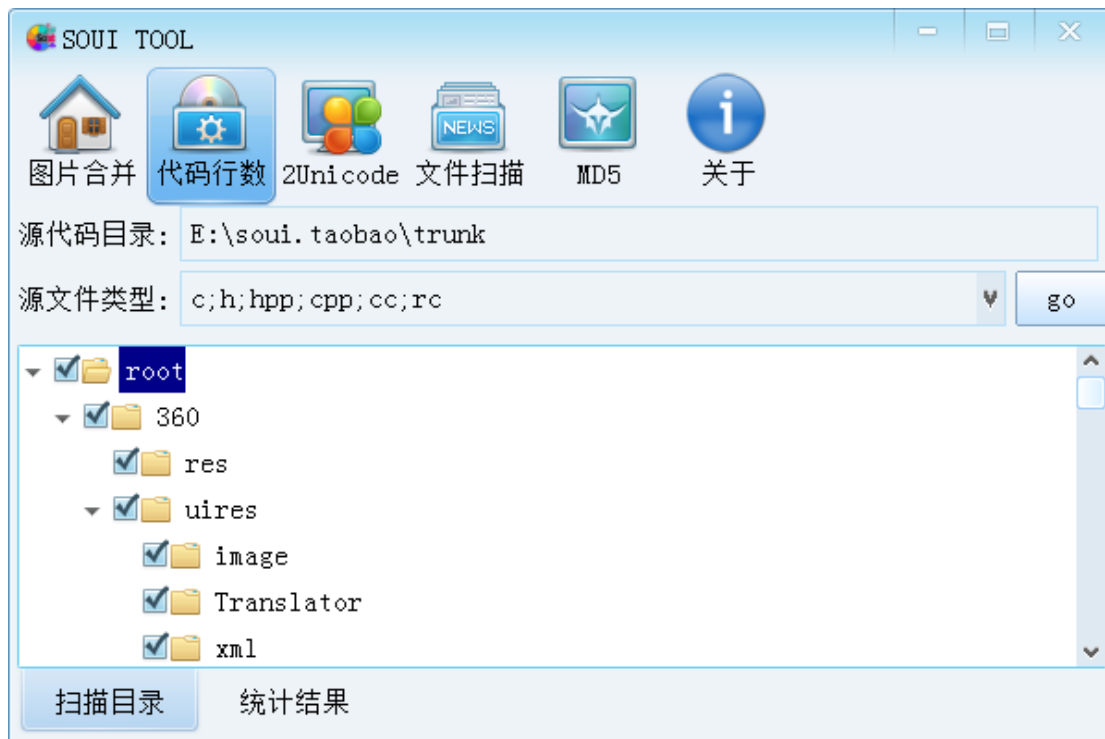 SOUI TOOL
NEWS
图片合并 代码行数 2Unicode 文件扫描 MD5 关于
源代码目录: E:\soui.taobao\trunk
源文件类型: c;h;hpp;cpp;cc;rc go
root
360
res
uires
image
Translator
xml
扫描目录 统计结果